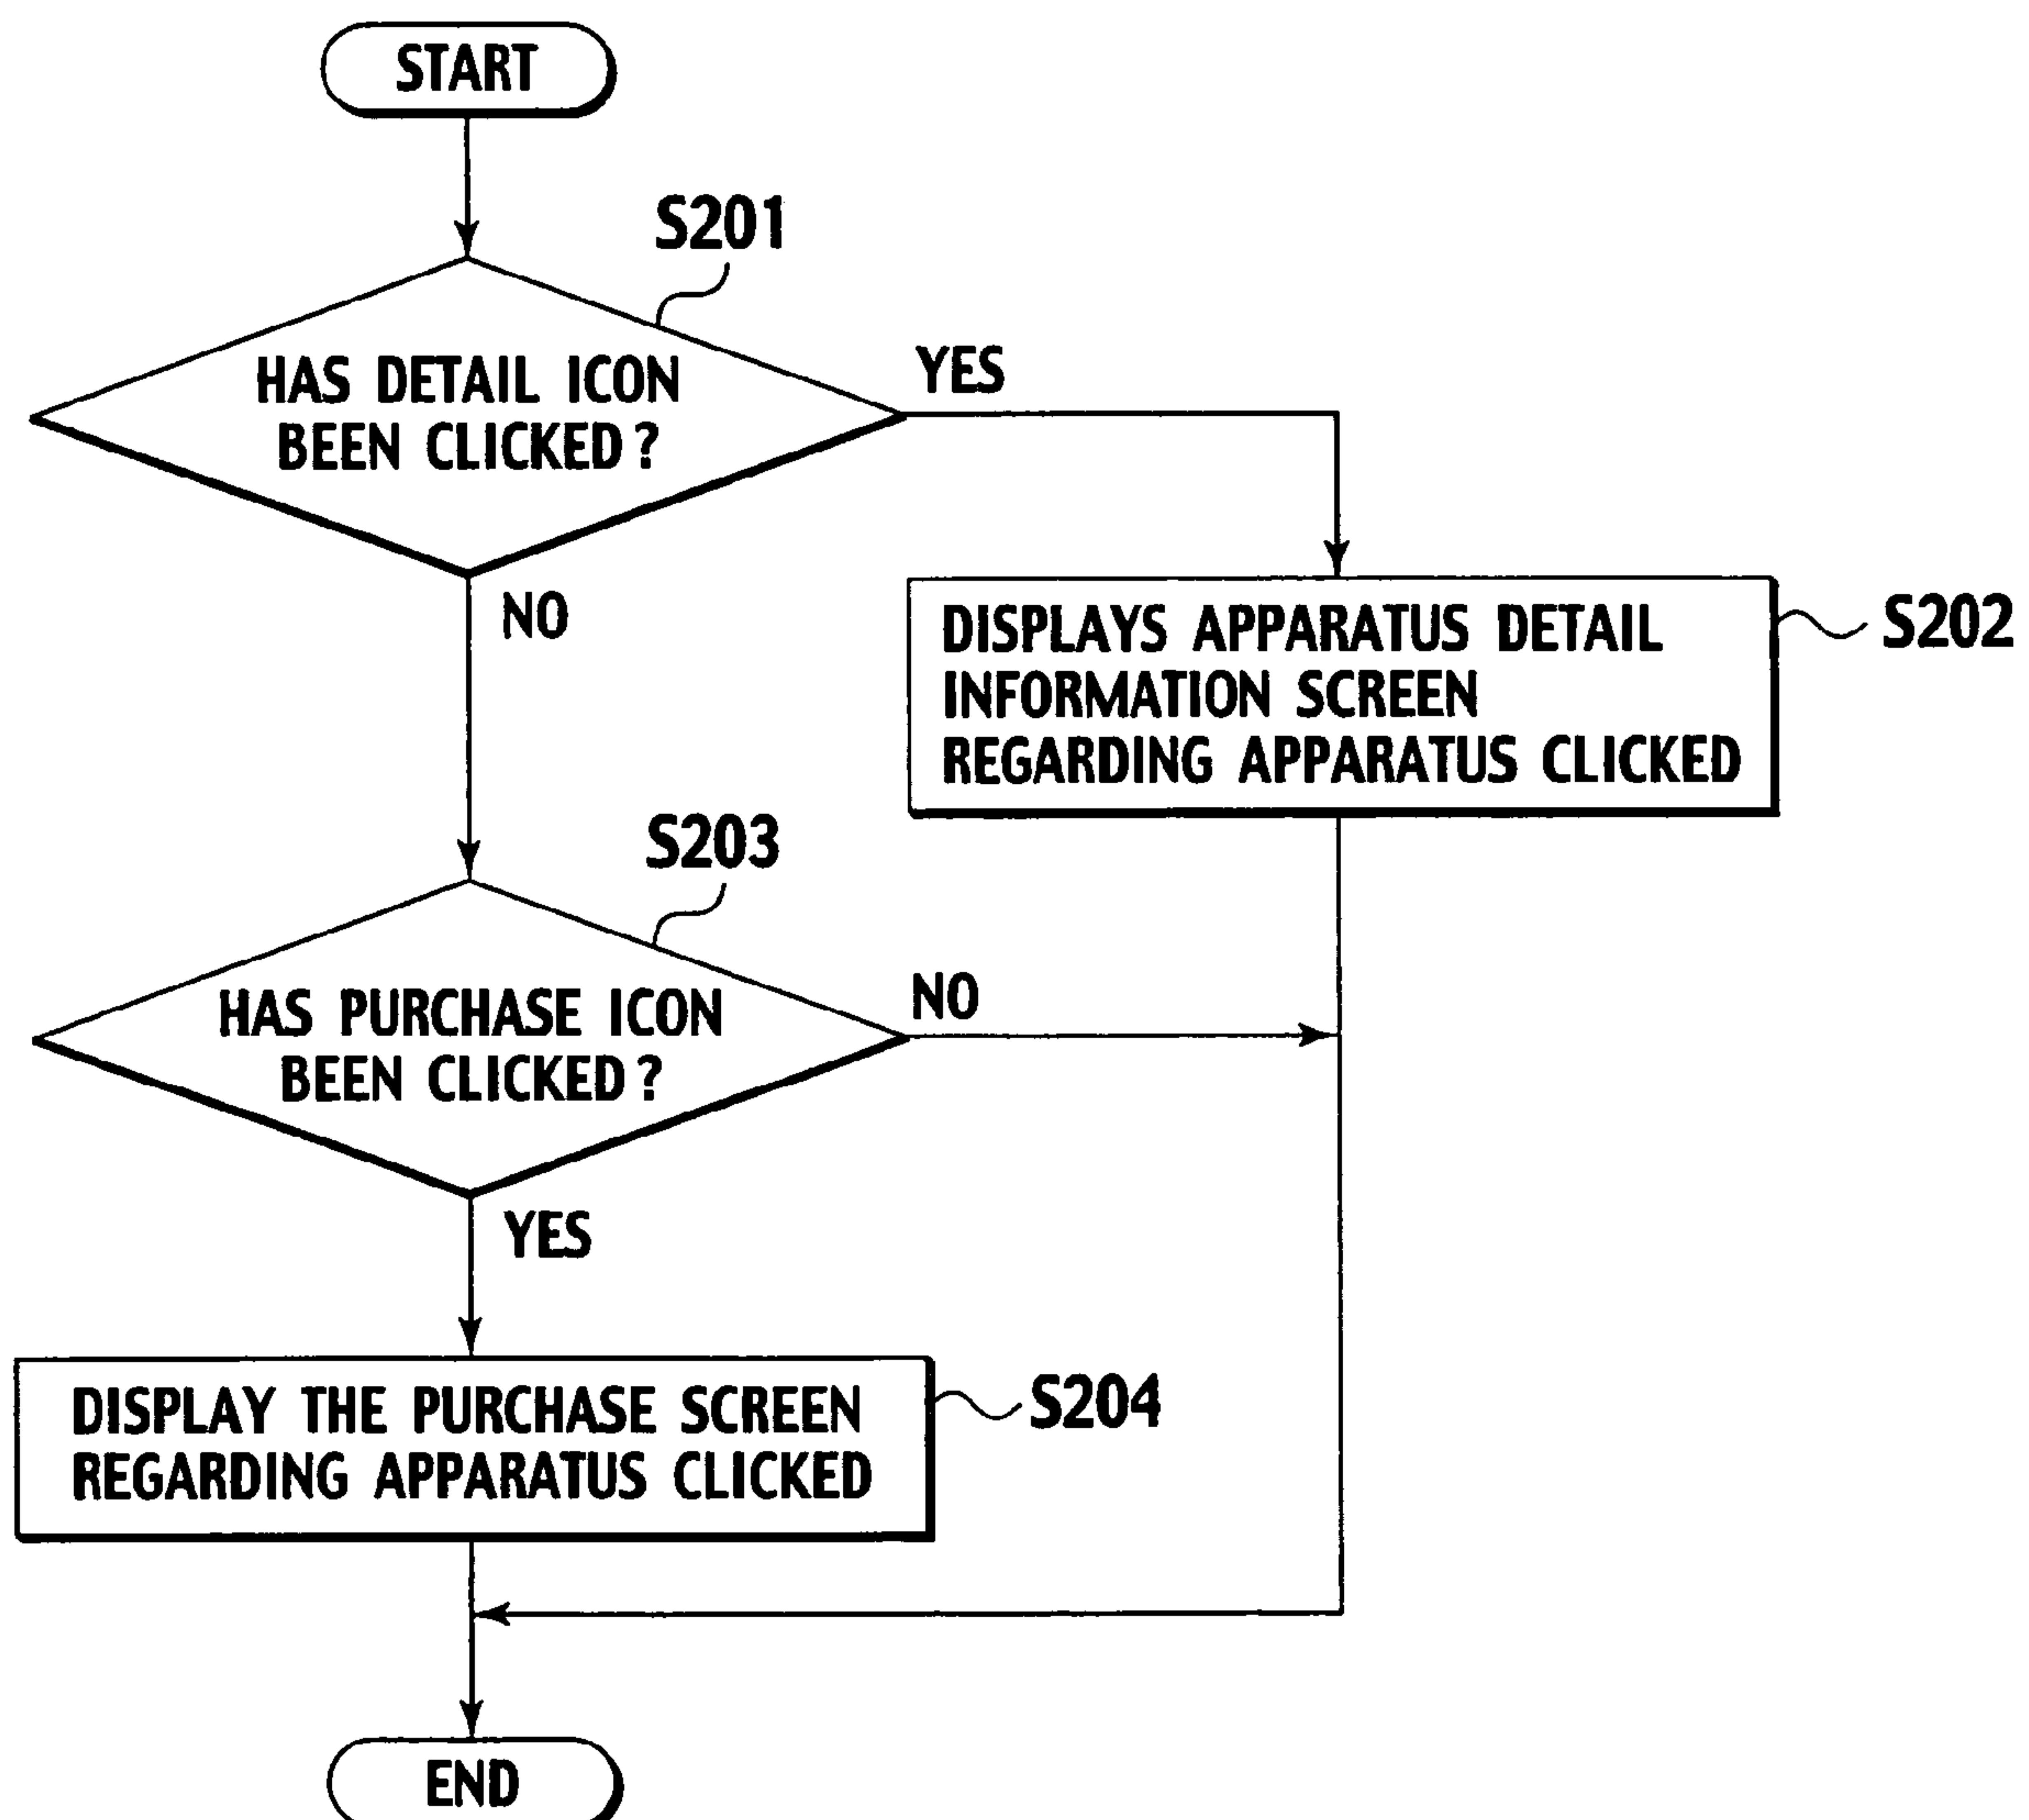 START
S201
HAS DETAIL ICON
BEEN CLICKED?
YES
NO
DISPLAYS APPARATUS DETAIL
INFORMATION SCREEN
REGARDING APPARATUS CLICKED
S202
S203
HAS PURCHASE ICON
BEEN CLICKED?
NO
YES
DISPLAY THE PURCHASE SCREEN
REGARDING APPARATUS CLICKED
S204
END